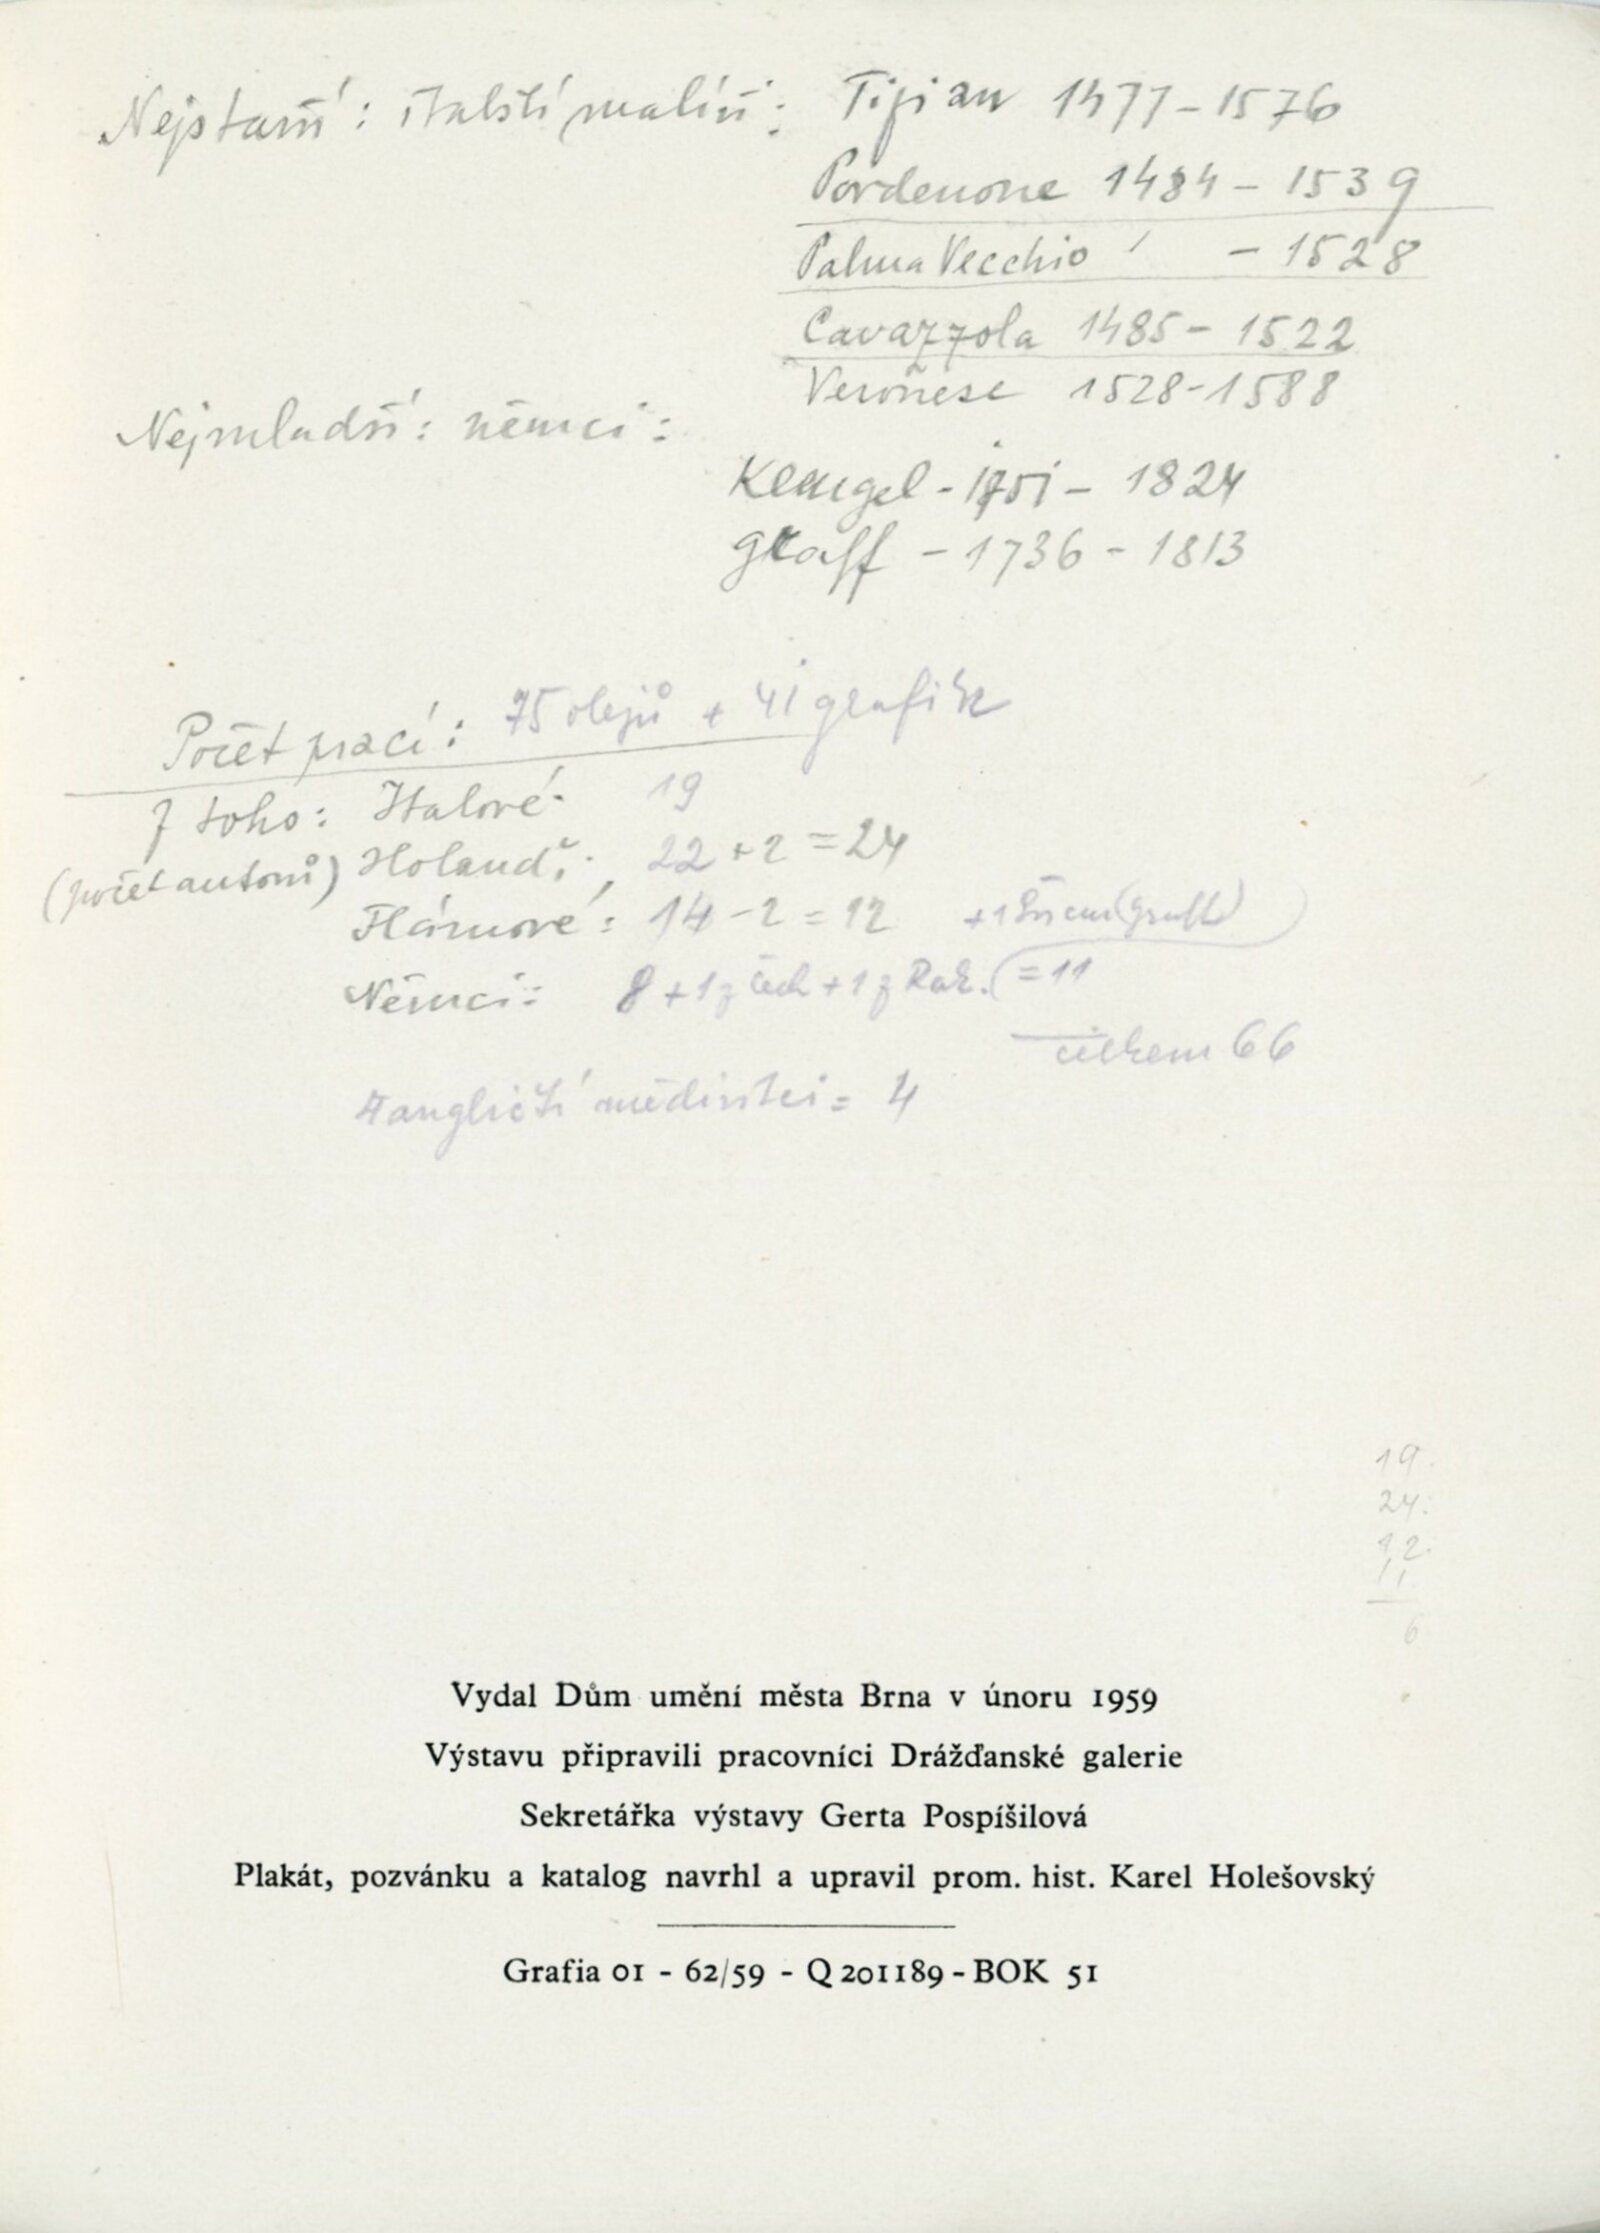 Nejstarší: italští malíři: Tizian 1477-1576
Pordenone 1484 - 1539
Palma Vecchio - 1528
Cavazzola 1485 - 1522
Veronese 1528-1588
Nejmladší: němci:
Klengel - 1751 - 1824
Graff - 1736 - 1813
Počet prací: 75 olejů + 41 grafik
Z toho: Italové: 19
(počet autorů) Holanď. 22 + 2 = 24
Flámové: 14 - 2 = 12 + 1 (Graff)
Němci: 8 + 1 z Čech + 1 z Rak. = 11
celkem 66
4 angličtí mědirytci = 4
19.
24.
12.
11
6
Vydal Dům umění města Brna v únoru 1959
Výstavu připravili pracovníci Drážďanské galerie
Sekretářka výstavy Gerta Pospíšilová
Plakát, pozvánku a katalog navrhl a upravil prom. hist. Karel Holešovský
Grafia 01 - 62/59 - Q 201189 - BOK 51